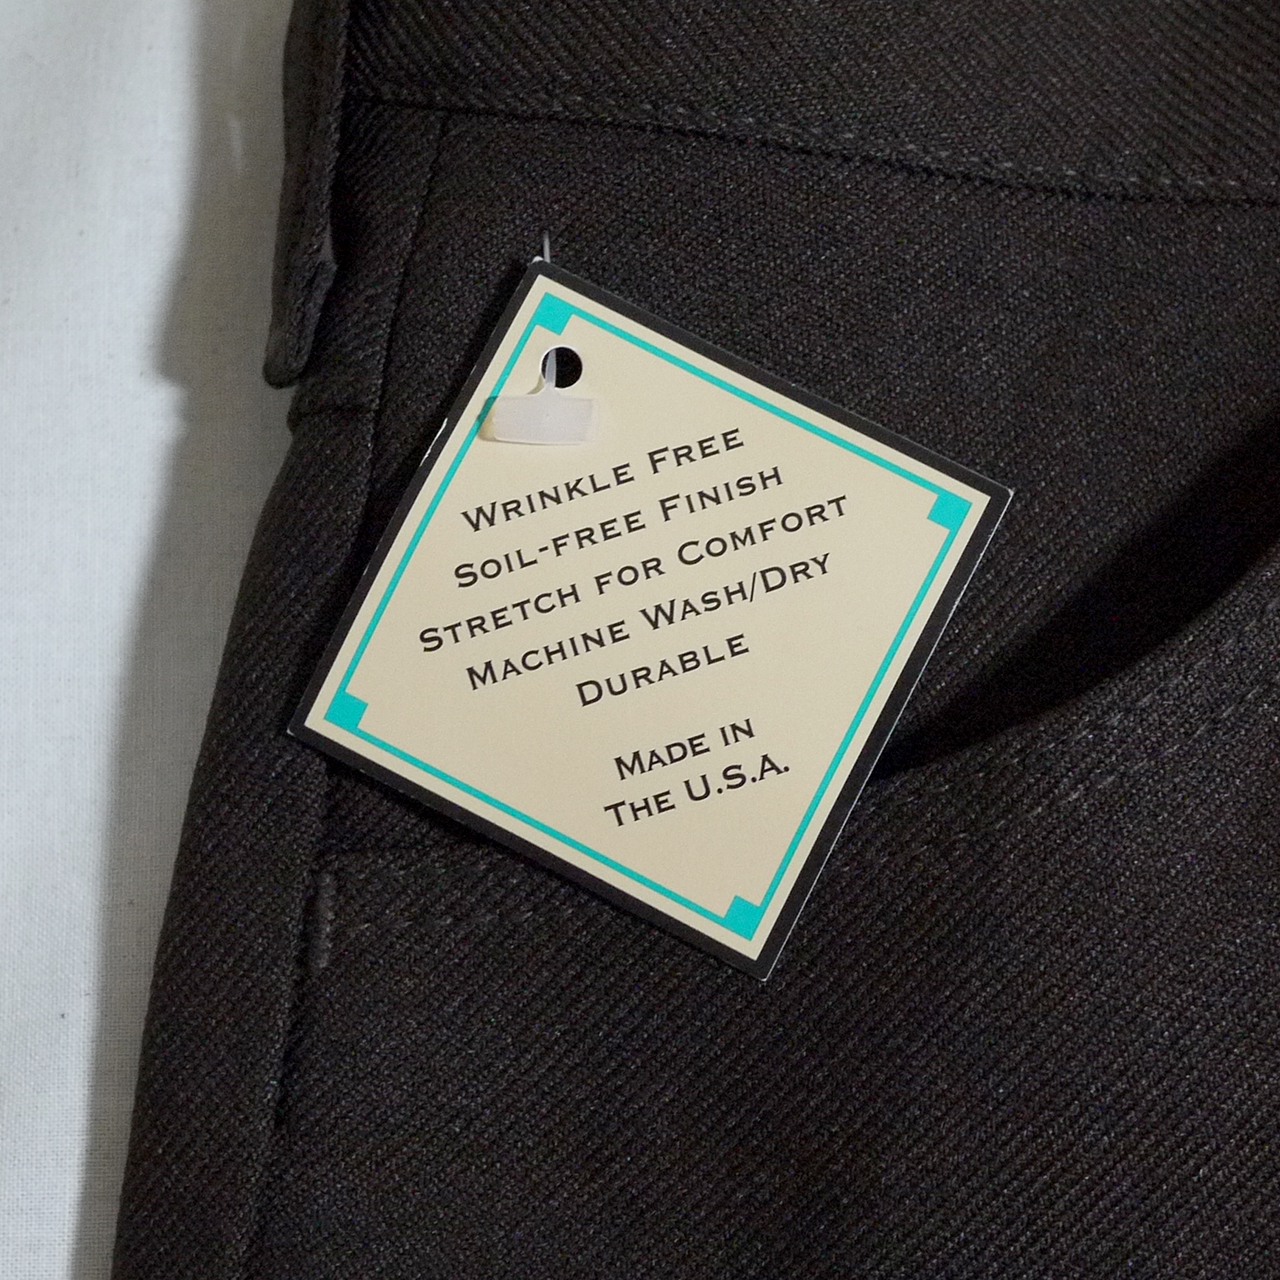 Wrinkle Free
Soil-free Finish
Stretch for Comfort
Machine Wash/Dry
Durable
Made in
The U.S.A.